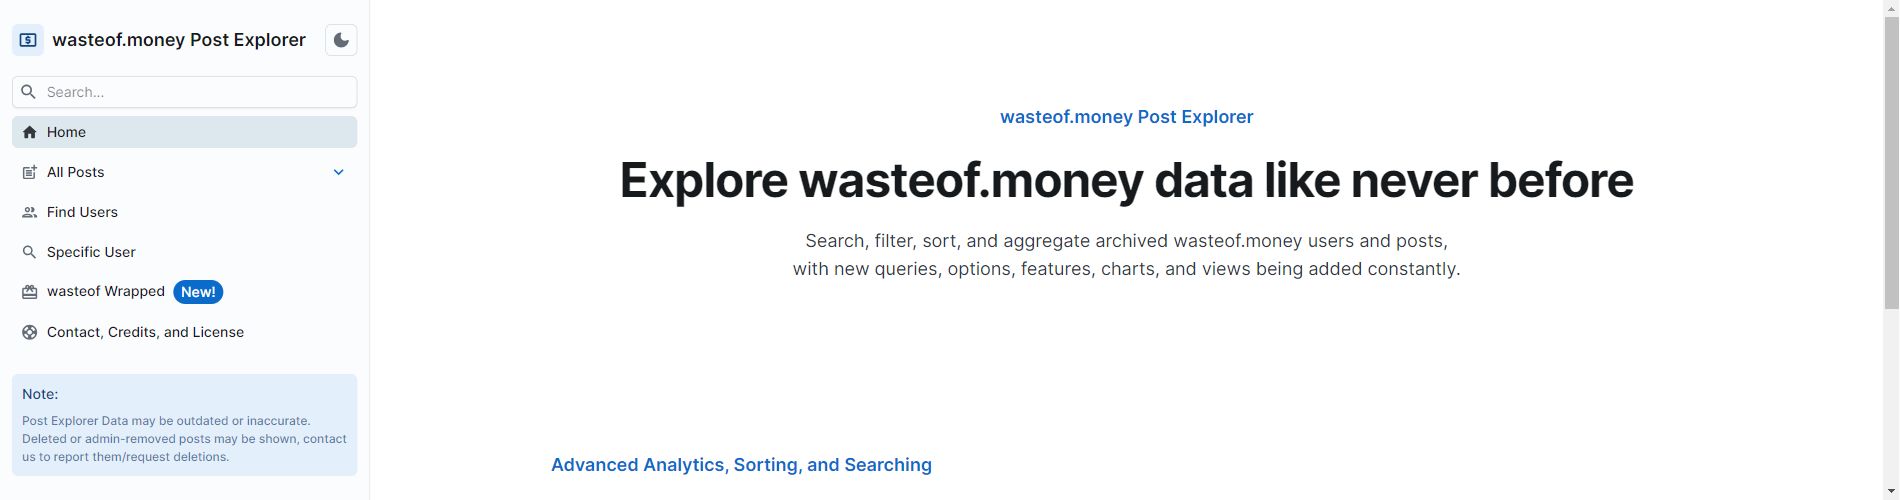 wasteof.money Post Explorer
Search...
Home
All Posts
Find Users
Specific User
wasteof Wrapped New!
Contact, Credits, and License
Note:
Post Explorer Data may be outdated or inaccurate.
Deleted or admin-removed posts may be shown, contact
us to report them/request deletions.
wasteof.money Post Explorer
Explore wasteof.money data like never before
Search, filter, sort, and aggregate archived wasteof.money users and posts,
with new queries, options, features, charts, and views being added constantly.
Advanced Analytics, Sorting, and Searching